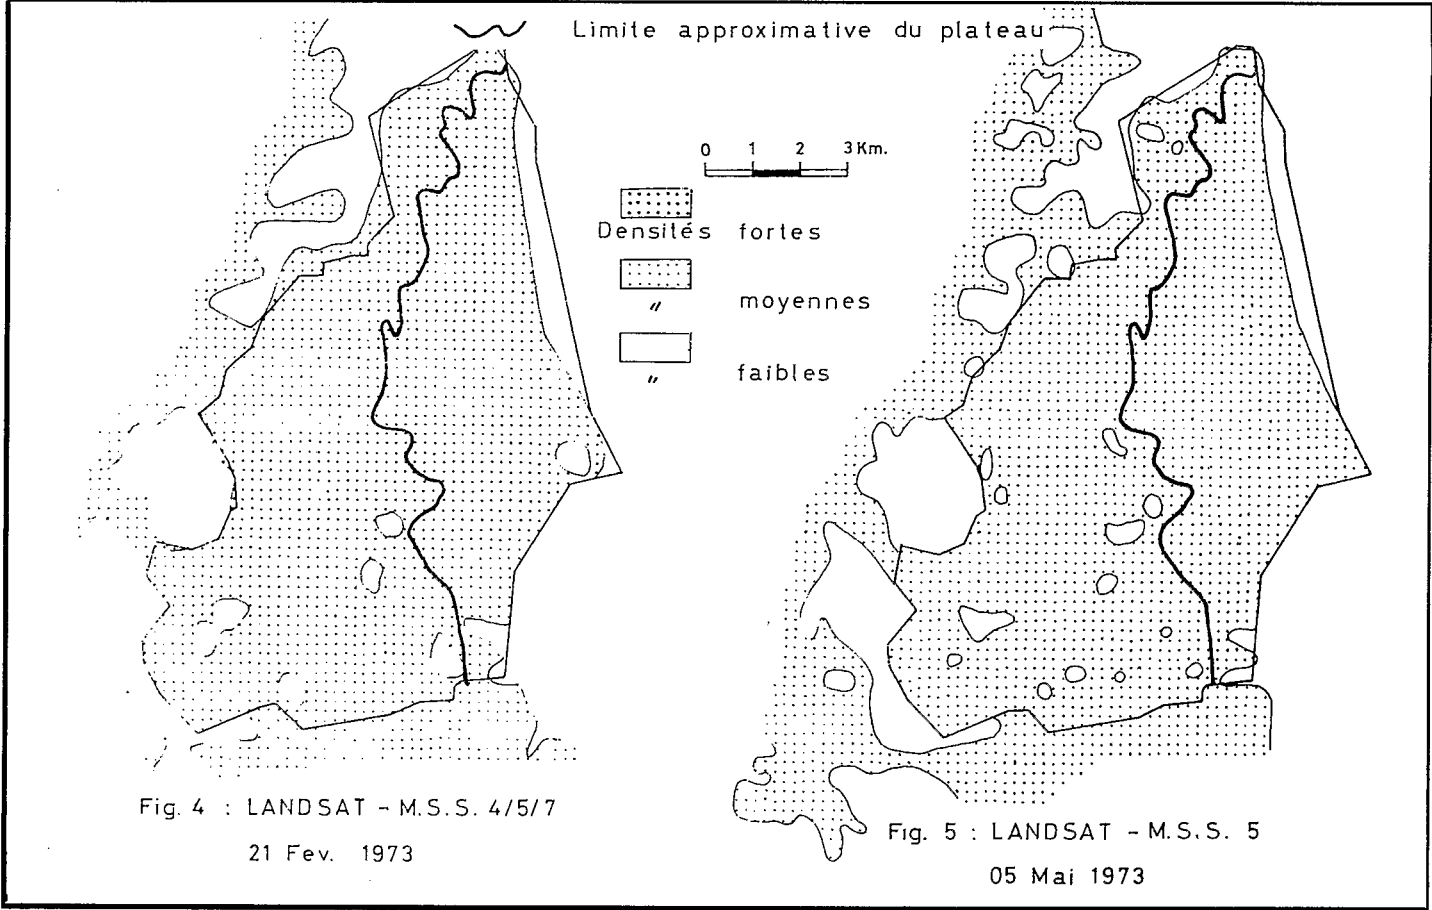 Limite approximative du plateau
0 1 2 3 Km.
Densités fortes
" moyennes
" faibles
Fig. 4 : LANDSAT - M.S.S. 4/5/7
21 Fev. 1973
Fig. 5 : LANDSAT - M.S.S. 5
05 Mai 1973